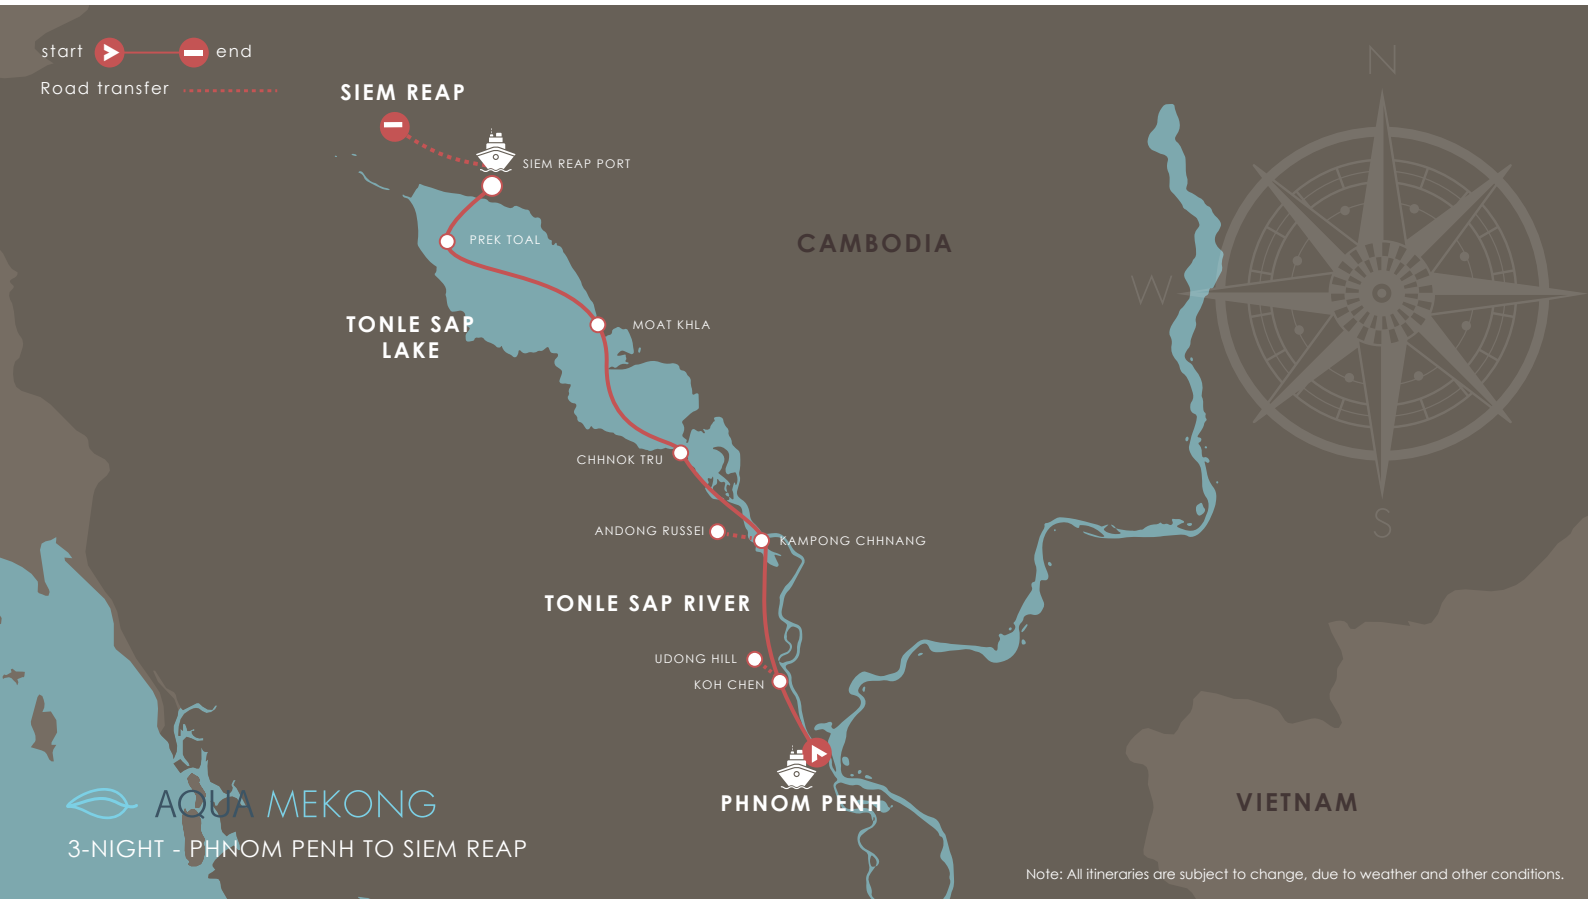 start
end
Road transfer
SIEM REAP
SIEM REAP PORT
N
PREK TOAL
CAMBODIA
W
TONLE SAP
LAKE
MOAT KHLA
CHHNOK TRU
S
ANDONG RUSSEI
KAMPONG CHHNANG
TONLE SAP RIVER
UDONG HILL
KOH CHEN
PHNOM PENH
VIETNAM
AQUA MEKONG
3-NIGHT - PHNOM PENH TO SIEM REAP
Note: All itineraries are subject to change, due to weather and other conditions.